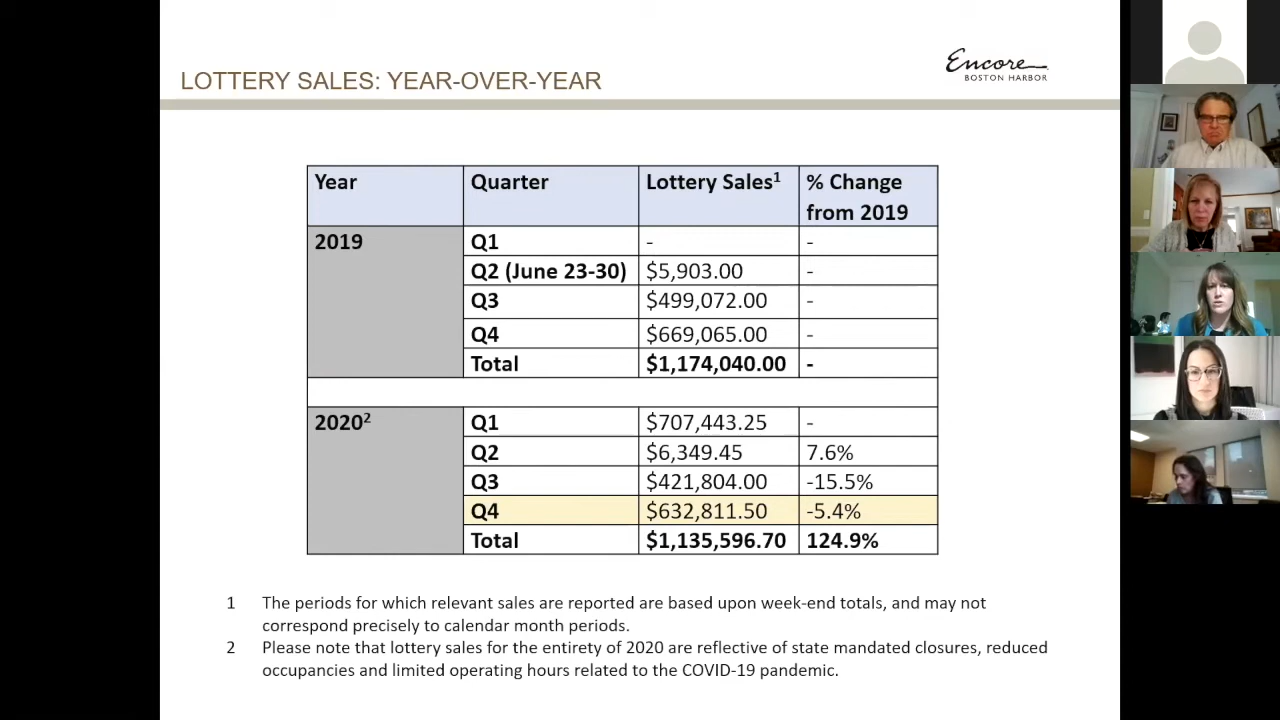 LOTTERY SALES: YEAR-OVER-YEAR
Encore
BOSTON HARBOR
Year Quarter Lottery Sales¹ % Change
from 2019
2019 Q1 - -
Q2 (June 23-30) $5,903.00 -
Q3 $499,072.00 -
Q4 $669,065.00 -
Total $1,174,040.00 -
2020² Q1 $707,443.25 -
Q2 $6,349.45 7.6%
Q3 $421,804.00 -15.5%
Q4 $632,811.50 -5.4%
Total $1,135,596.70 124.9%
1 The periods for which relevant sales are reported are based upon week-end totals, and may not
correspond precisely to calendar month periods.
2 Please note that lottery sales for the entirety of 2020 are reflective of state mandated closures, reduced
occupancies and limited operating hours related to the COVID-19 pandemic.